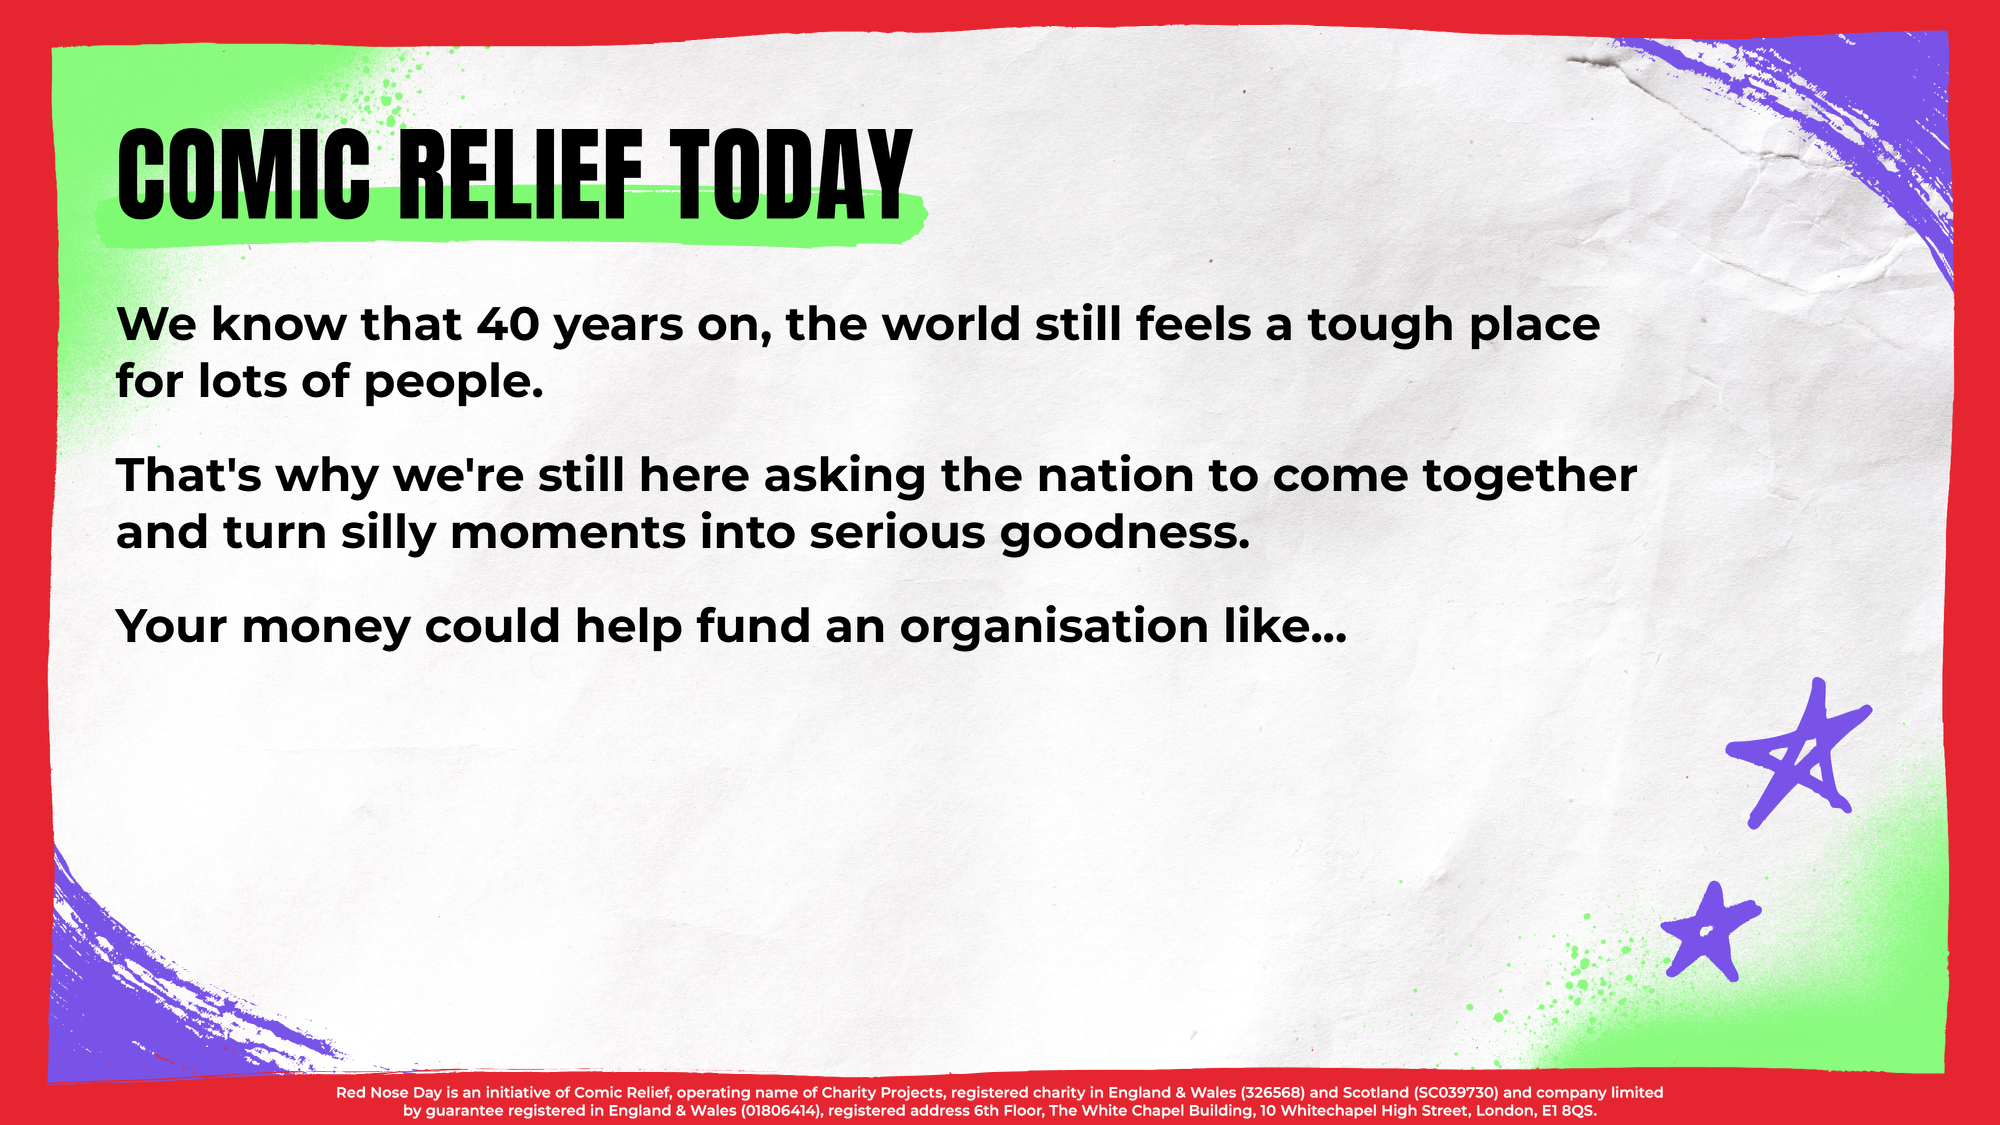 COMIC RELIEF TODAY
We know that 40 years on, the world still feels a tough place
for lots of people.
That's why we're still here asking the nation to come together
and turn silly moments into serious goodness.
Your money could help fund an organisation like...
Red Nose Day is an initiative of Comic Relief, operating name of Charity Projects, registered charity in England & Wales (326568) and Scotland (SC039730) and company limited
by guarantee registered in England & Wales (01806414), registered address 6th Floor, The White Chapel Building, 10 Whitechapel High Street, London, E1 8QS.